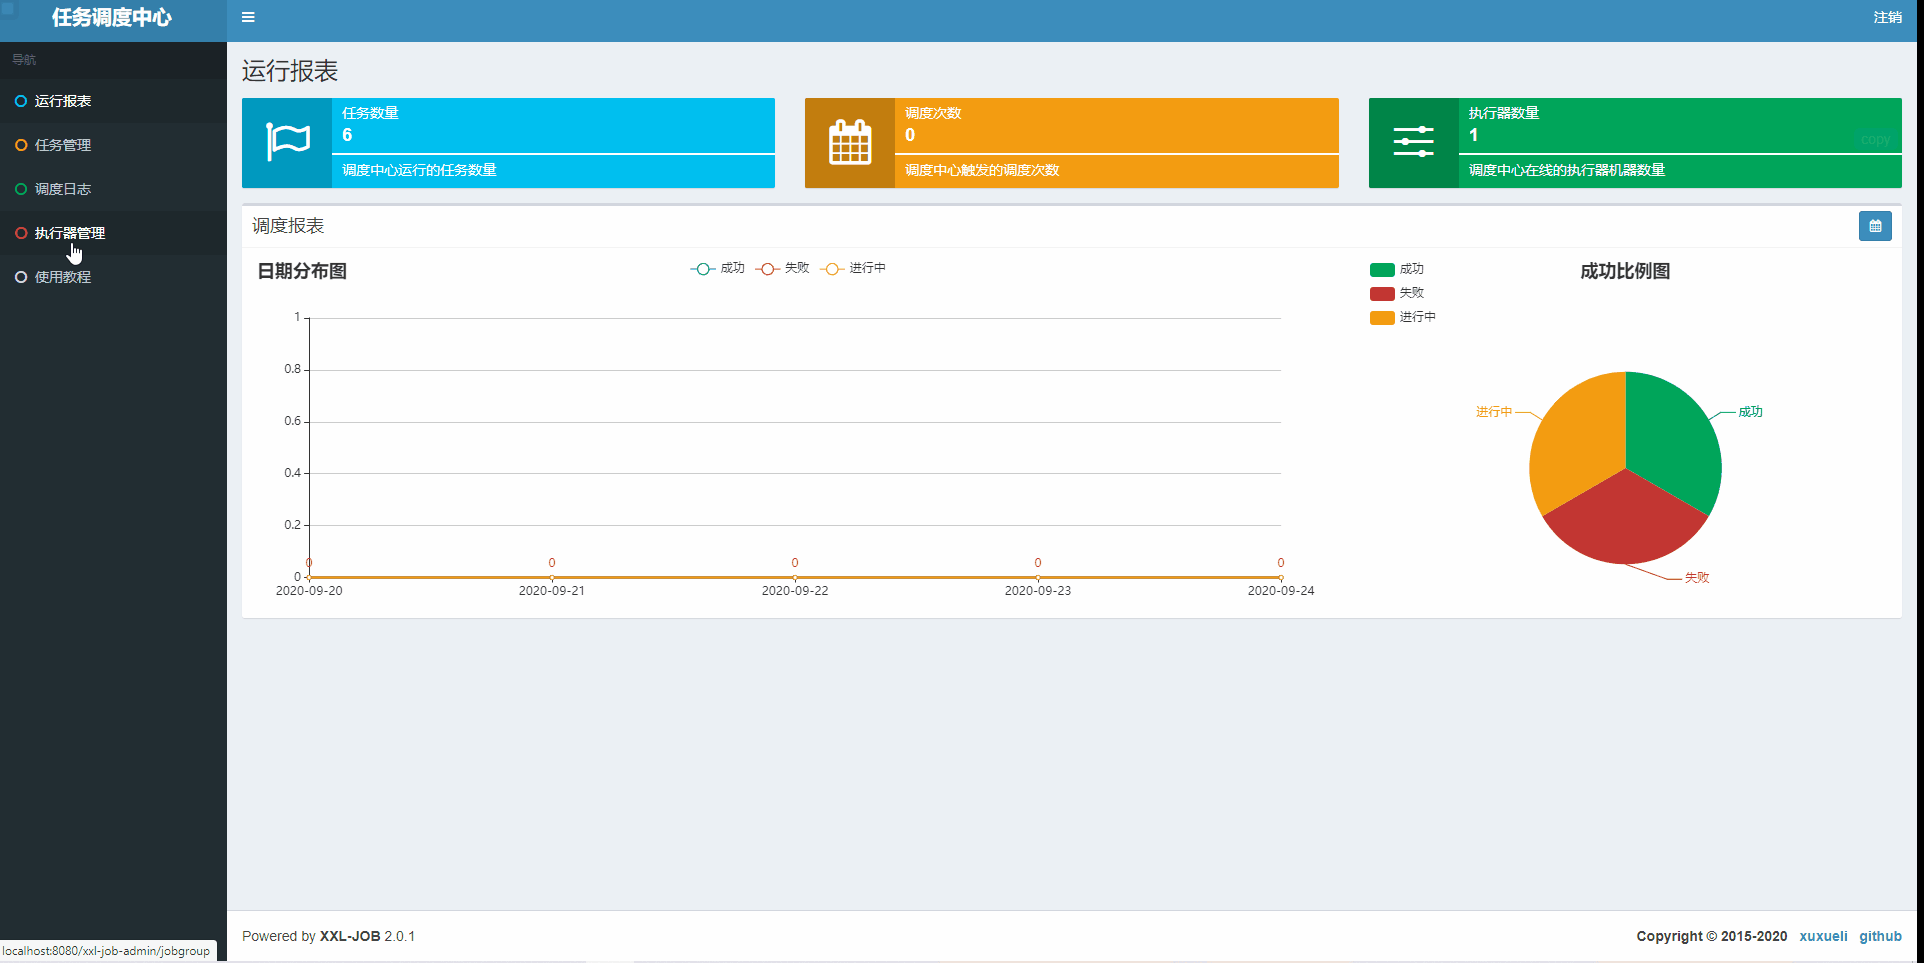 任务调度中心
注销
导航
运行报表
任务管理
调度日志
执行器管理
使用教程
运行报表
任务数量
6
调度中心运行的任务数量
调度次数
0
调度中心触发的调度次数
执行器数量
1
copy
调度中心在线的执行器机器数量
调度报表
日期分布图
成功 失败 进行中
1
0.8
0.6
0.4
0.2
0
0 0 0 0 0
2020-09-20 2020-09-21 2020-09-22 2020-09-23 2020-09-24
成功比例图
成功
失败
进行中
进行中
成功
失败
Powered by XXL-JOB 2.0.1
Copyright © 2015-2020 xuxueli github
localhost:8080/xxl-job-admin/jobgroup